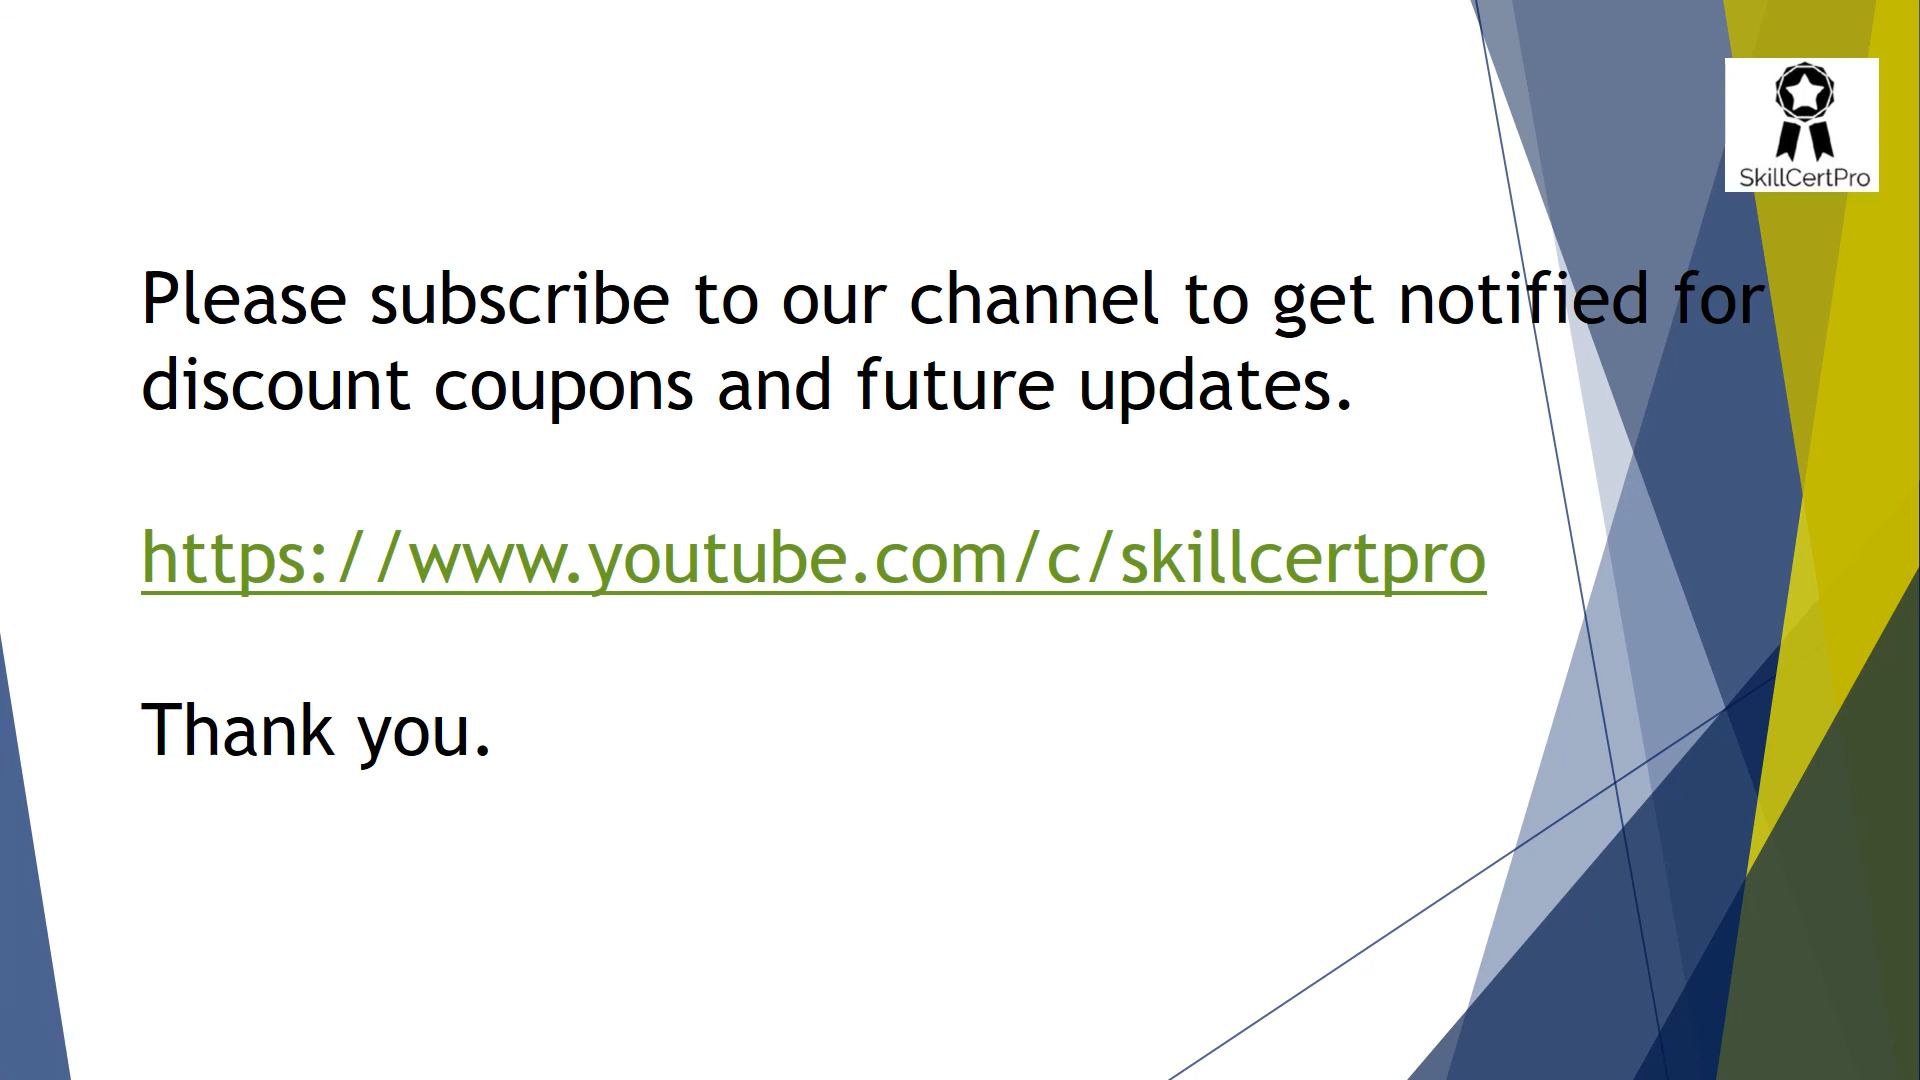 SkillCertPro
Please subscribe to our channel to get notified for
discount coupons and future updates.
https://www.youtube.com/c/skillcertpro
Thank you.